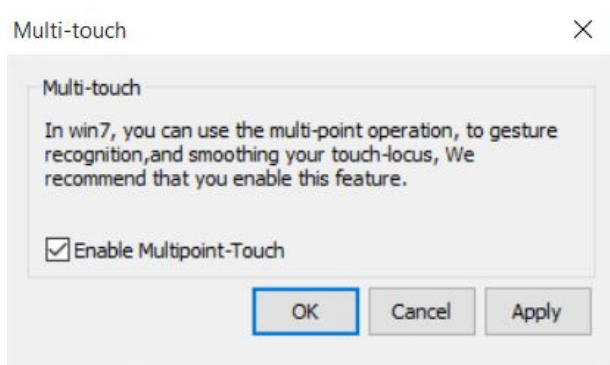 Multi-touch
Multi-touch
In win7, you can use the multi-point operation, to gesture
recognition,and smoothing your touch-locus, We
recommend that you enable this feature.
Enable Multipoint-Touch
OK Cancel Apply